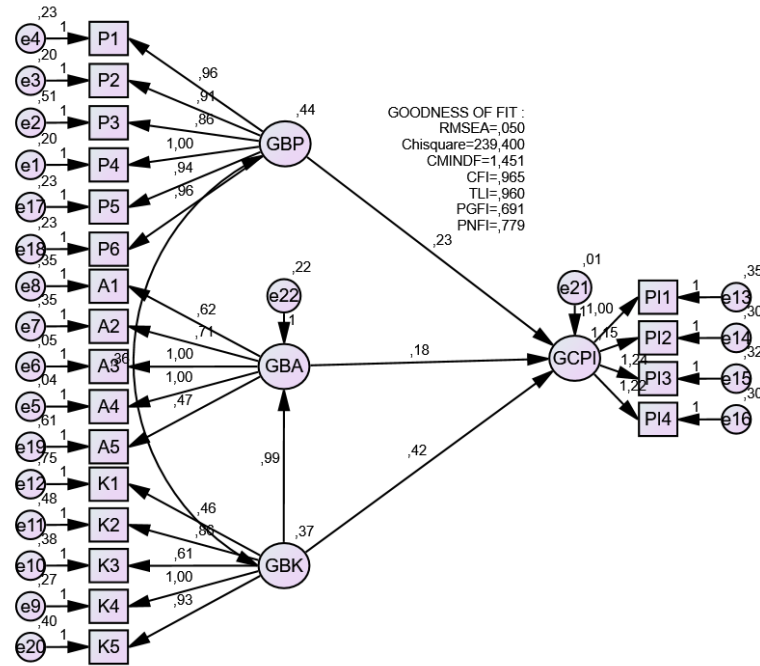 ,23
e4 1 P1
,20
e3 1 P2
,51
e2 1 P3
,20
e1 1 P4
,23
e17 1 P5
,23
e18 1 P6
,35
e8 1 A1
,35
e7 1 A2
,05
e6 1 A3
,04
e5 1 A4
,61
e19 1 A5
,75
e12 1 K1
,48
e11 1 K2
,38
e10 1 K3
,27
e9 1 K4
,40
e20 1 K5
,96
,91
,86
1,00
,94
,96
,44
GBP
,36
,62
,71
1,00
1,00
,47
,22
e22
1
GBA
,99
,46
,86
,61
1,00
,93
,37
GBK
GOODNESS OF FIT :
RMSEA=,050
Chisquare=239,400
CMINDF=1,451
CFI=,965
TLI=,960
PGFI=,691
PNFI=,779
,23
,18
,42
,01
e21
1
GCPI
1,00
1,15
1,24
1,22
,35
PI1 1 e13
,30
PI2 1 e14
,32
PI3 1 e15
,30
PI4 1 e16